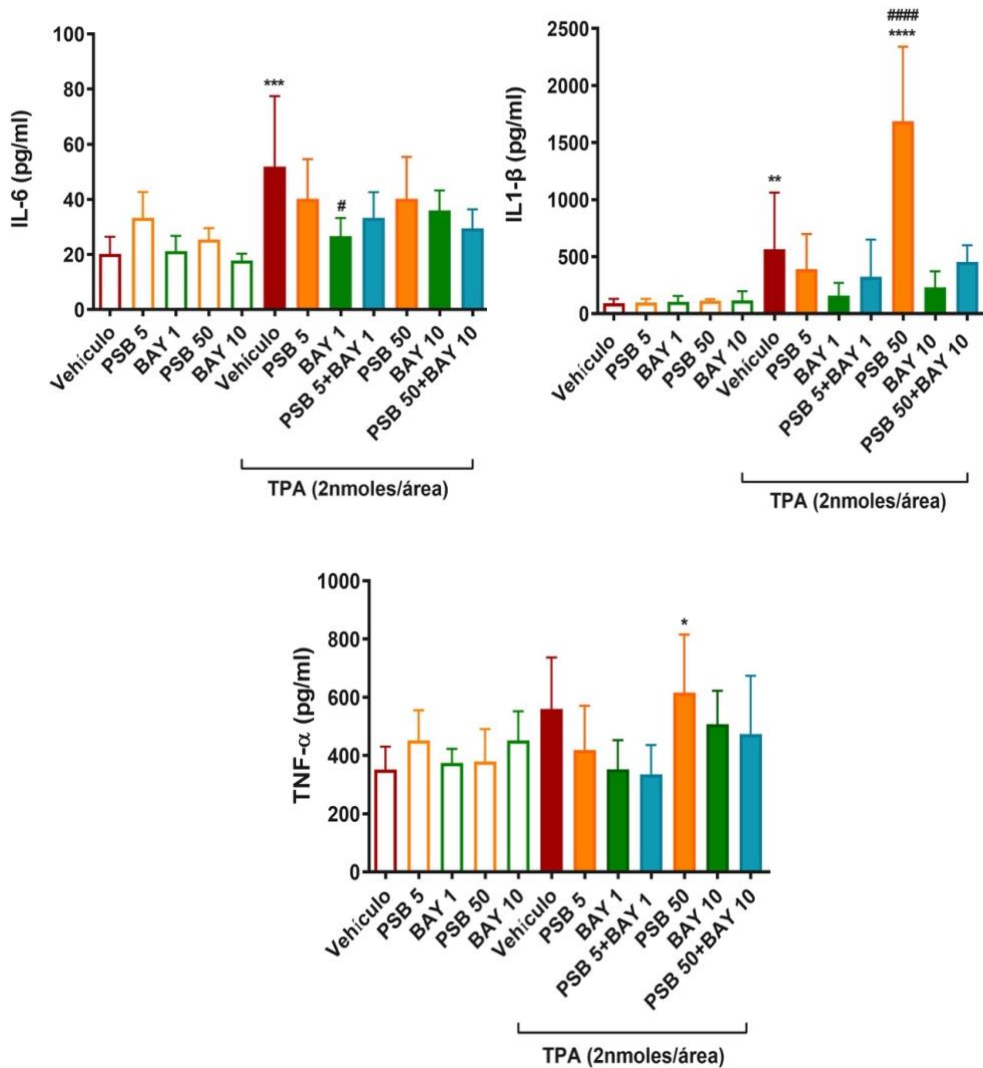 IL-6 (pg/ml)
100
80
60
40
20
0
***
#
Vehículo
PSB 5
BAY 1
PSB 50
BAY 10
Vehículo
PSB 5
BAY 1
PSB 5+BAY 1
PSB 50
BAY 10
PSB 50+BAY 10
TPA (2nmoles/área)
IL1-β (pg/ml)
2500
2000
1500
1000
500
0
**
####
****
Vehículo
PSB 5
BAY 1
PSB 50
BAY 10
Vehículo
PSB 5
BAY 1
PSB 5+BAY 1
PSB 50
BAY 10
PSB 50+BAY 10
TPA (2nmoles/área)
TNF-α (pg/ml)
1000
800
600
400
200
0
*
Vehículo
PSB 5
BAY 1
PSB 50
BAY 10
Vehículo
PSB 5
BAY 1
PSB 5+BAY 1
PSB 50
BAY 10
PSB 50+BAY 10
TPA (2nmoles/área)